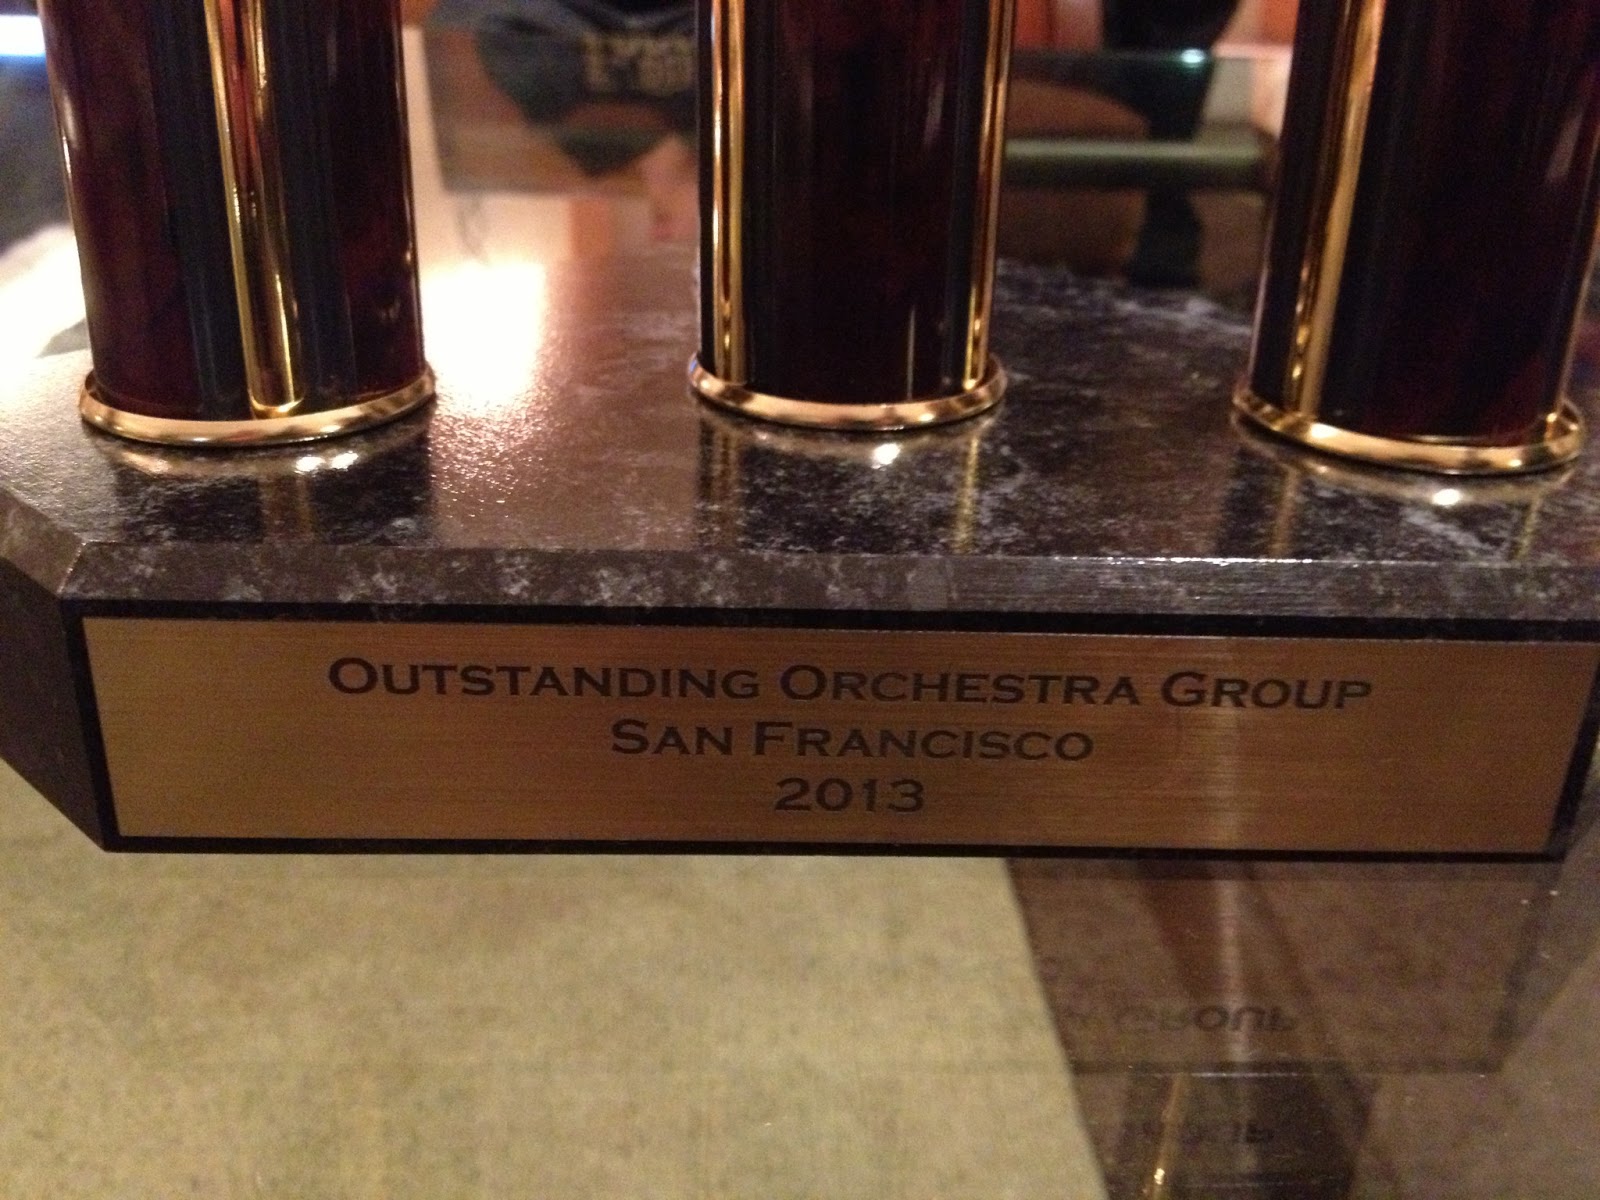 OUTSTANDING ORCHESTRA GROUP
SAN FRANCISCO
2013